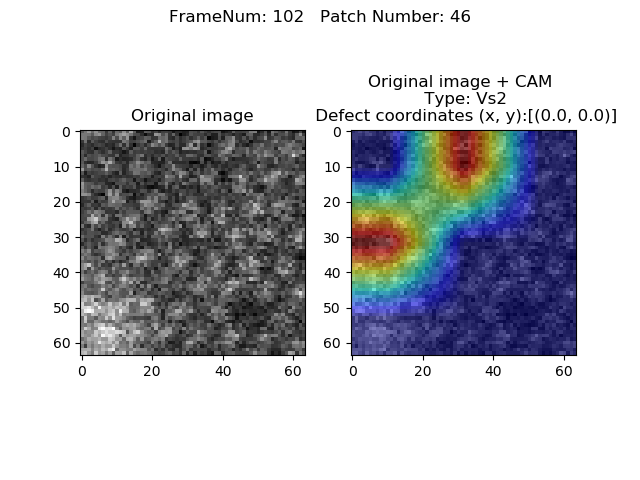 FrameNum: 102   Patch Number: 46
Original image
Original image + CAM
Type: Vs2
Defect coordinates (x, y):[(0.0, 0.0)]
0
10
20
30
40
50
60
0 20 40 60
0
10
20
30
40
50
60
0 20 40 60